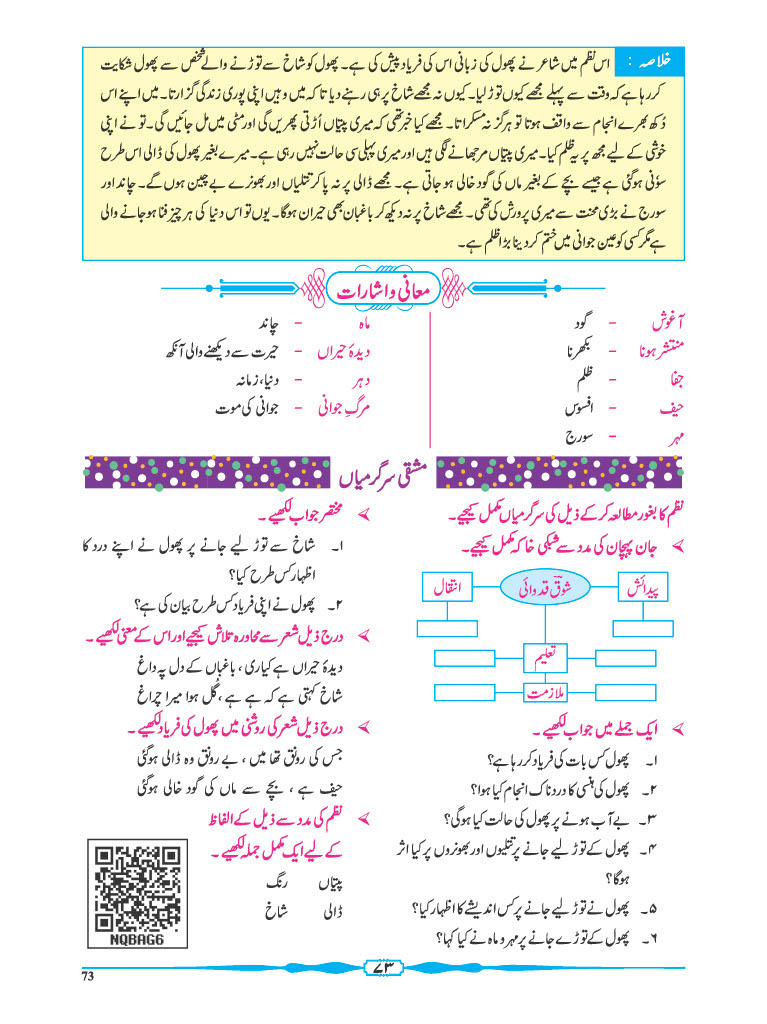 خلاصہ : اس نظم میں شاعر نے پھول کی زبانی اس کی فریاد پیش کی ہے۔ پھول کو شاخ سے توڑنے والے شخص سے پھول شکایت
کر رہا ہے کہ وقت سے پہلے مجھے کیوں توڑ لیا۔ کیوں نہ مجھے شاخ پر ہی رہنے دیا تاکہ میں وہیں اپنی پوری زندگی گزارتا۔ میں اپنے اس
دُکھ بھرے انجام سے واقف ہوتا تو ہرگز نہ مسکراتا۔ مجھے کیا خبر تھی کہ میری پتیاں اُڑتی پھریں گی اور مٹی میں مل جائیں گی۔ تو نے اپنی
خوشی کے لیے مجھ پر یہ ظلم کیا۔ میری پتیاں مرجھانے لگی ہیں اور میری پہلی سی حالت نہیں رہی ہے۔ میرے بغیر پھول کی ڈالی اس طرح
سوٗنی ہو گئی ہے جیسے بچے کے بغیر ماں کی گود خالی ہو جاتی ہے۔ مجھے ڈالی پر نہ پا کر تتلیاں اور بھونرے بے چین ہوں گے۔ چاند اور
سورج نے بڑی محنت سے میری پرورش کی تھی۔ مجھے شاخ پر نہ دیکھ کر باغبان بھی حیران ہوگا۔ یوں تو اس دنیا کی ہر چیز فنا ہو جانے والی
ہے مگر کسی کو عین جوانی میں ختم کر دینا بڑا ظلم ہے۔
معانی و اشارات
آغوش - گود
منتشر ہونا - بکھرنا
جفا - ظلم
حیف - افسوس
مہر - سورج
ماہ - چاند
دیدۂ حیراں - حیرت سے دیکھنے والی آنکھ
دہر - دنیا، زمانہ
مرگِ جوانی - جوانی کی موت
مشقی سرگرمیاں
نظم کا بغور مطالعہ کرکے ذیل کی سرگرمیاں مکمل کیجیے۔
جان پہچان کی مدد سے شبکی خاکہ مکمل کیجیے۔
پیدائش شوقؔ قدوائی انتقال
تعلیم
ملازمت
ایک جملے میں جواب لکھیے۔
۱۔ پھول کس بات کی فریاد کر رہا ہے؟
۲۔ پھول کی ہنسی کا دردناک انجام کیا ہوا؟
۳۔ بے آب ہونے پر پھول کی حالت کیا ہوگی؟
۴۔ پھول کے توڑ لیے جانے پر تتلیوں اور بھونروں پر کیا اثر
ہوگا؟
۵۔ پھول نے توڑ لیے جانے پر کس اندیشے کا اظہار کیا؟
۶۔ پھول کے توڑے جانے پر مہر و ماہ نے کیا کہا؟
مختصر جواب لکھیے۔
۱۔ شاخ سے توڑ لیے جانے پر پھول نے اپنے درد کا
اظہار کس طرح کیا؟
۲۔ پھول نے اپنی فریاد کس طرح بیان کی ہے؟
درج ذیل شعر سے محاورہ تلاش کیجیے اور اس کے معنی لکھیے۔
دیدۂ حیراں ہے کیاری ، باغباں کے دل پہ داغ
شاخ کہتی ہے کہ ہے ہے ، گُل ہوا میرا چراغ
درج ذیل شعر کی روشنی میں پھول کی فریاد لکھیے۔
جس کی رونق تھا میں ، بے رونق وہ ڈالی ہو گئی
حیف ہے ، بچے سے ماں کی گود خالی ہو گئی
نظم کی مدد سے ذیل کے الفاظ
کے لیے ایک مکمل جملہ لکھیے۔
پتیاں رنگ
ڈالی شاخ
NQBAG6
۷۳
73